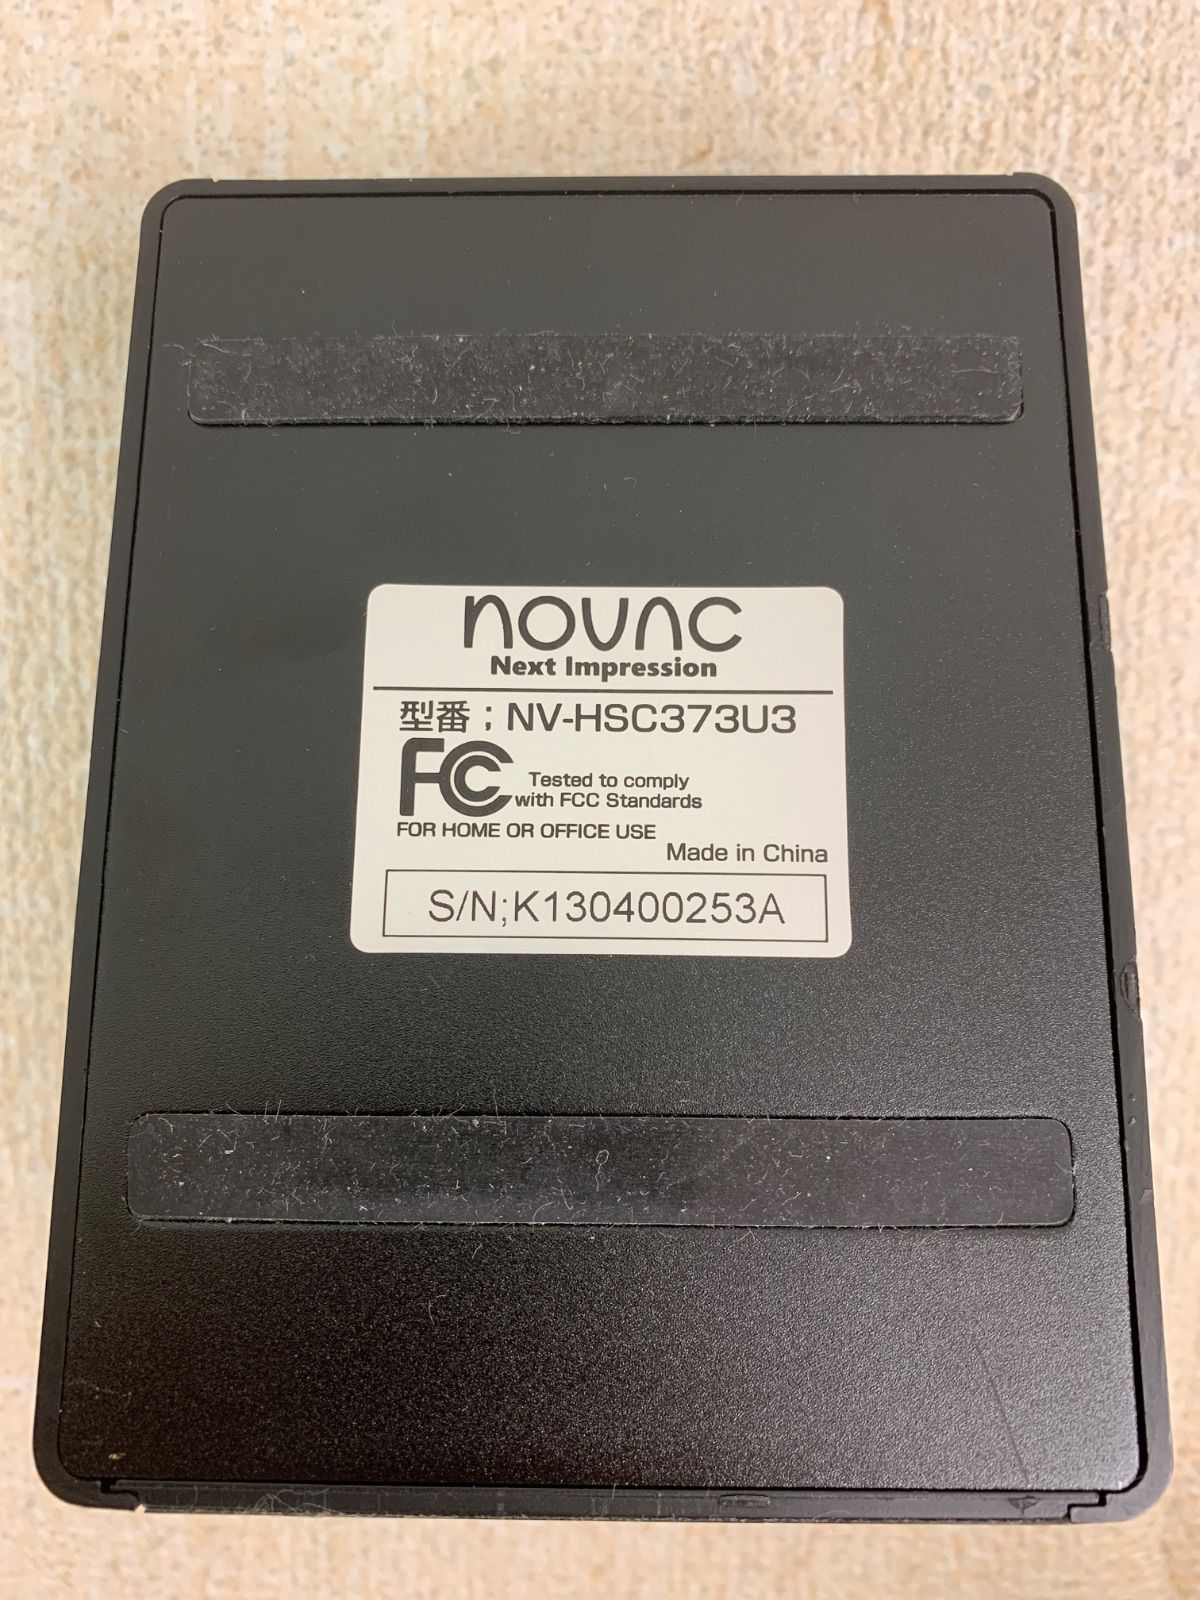 novac
Next Impression
型番 ; NV-HSC373U3
FC Tested to comply
with FCC Standards
FOR HOME OR OFFICE USE
Made in China
S/N;K130400253A